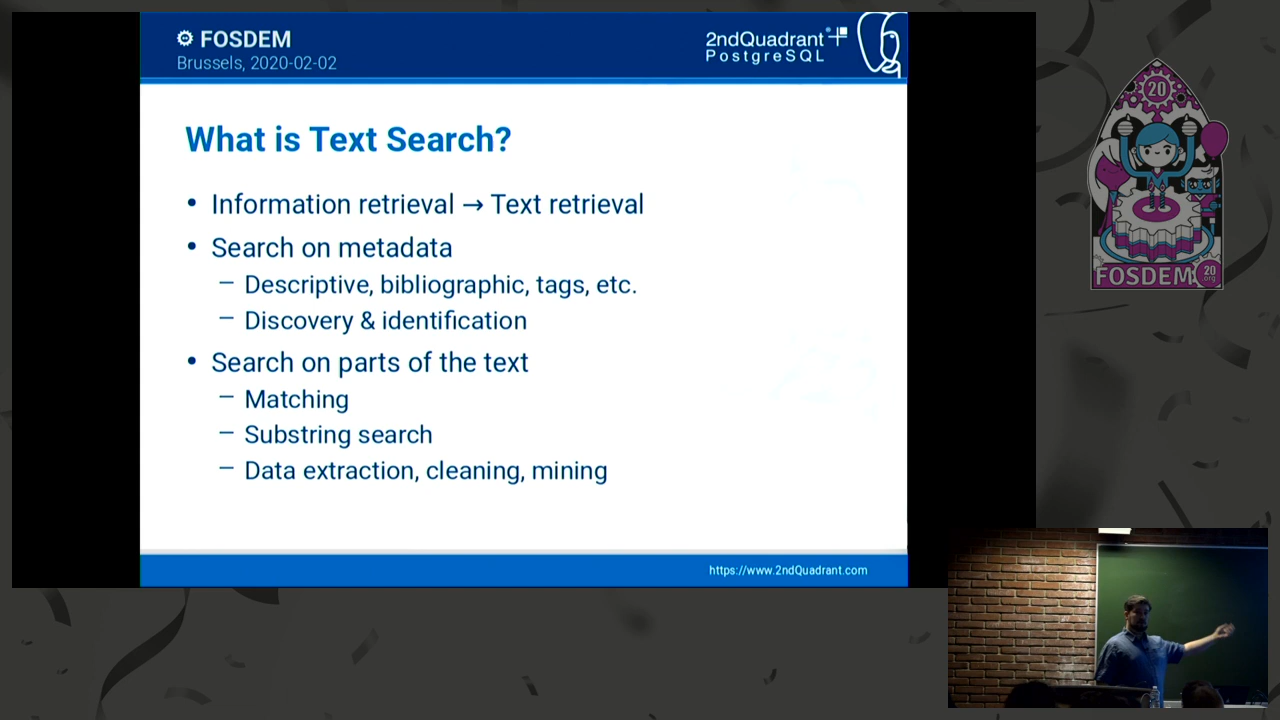 FOSDEM
Brussels, 2020-02-02
2ndQuadrant
PostgreSQL
What is Text Search?
• Information retrieval → Text retrieval
• Search on metadata
– Descriptive, bibliographic, tags, etc.
– Discovery & identification
• Search on parts of the text
– Matching
– Substring search
– Data extraction, cleaning, mining
https://www.2ndQuadrant.com
20
FOSDEM
20
org